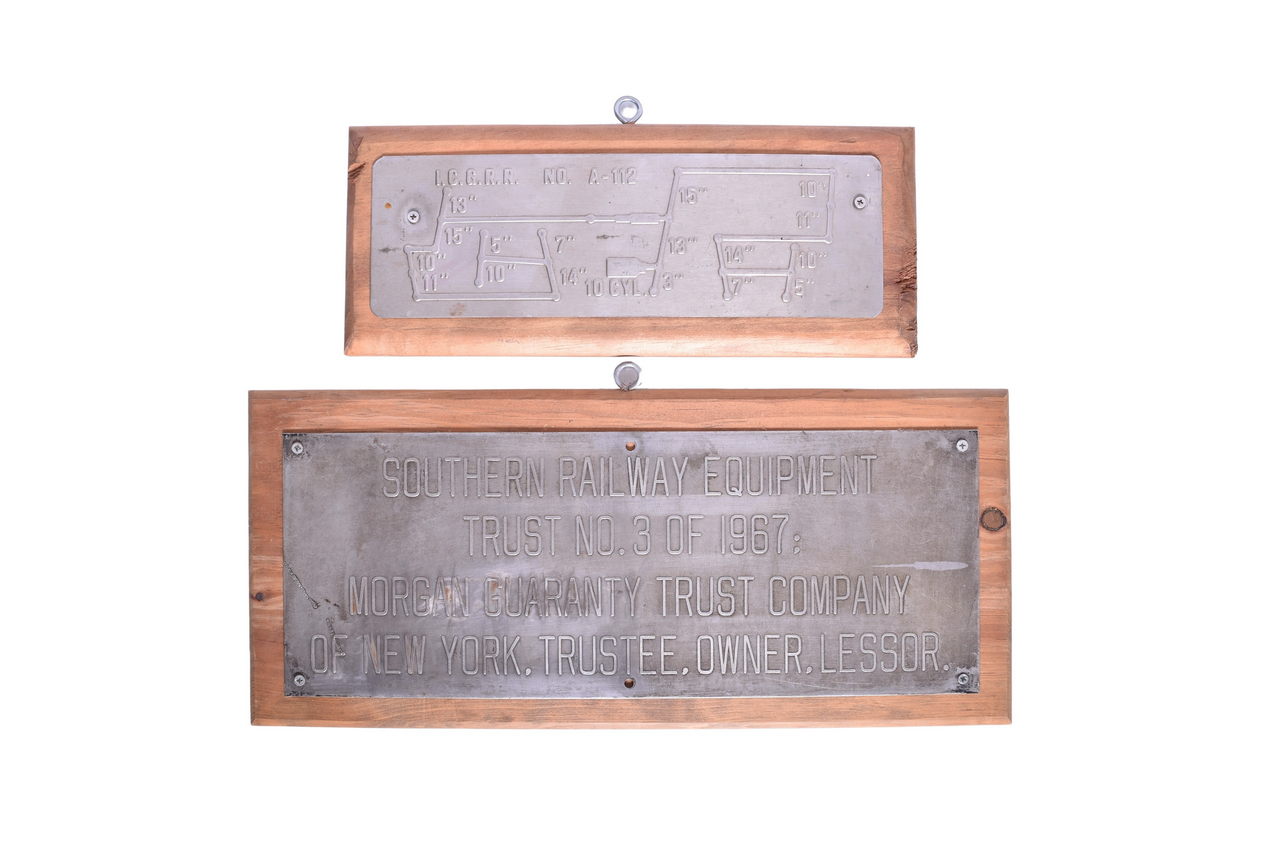 I.C.G.R.R. NO. A-112
13"
15"
10"
15"
5"
7"
13"
11"
10"
11"
10"
14"
10 CYL.
3"
14"
10"
7"
5"
SOUTHERN RAILWAY EQUIPMENT
TRUST NO. 3 OF 1967;
MORGAN GUARANTY TRUST COMPANY
OF NEW YORK, TRUSTEE, OWNER, LESSOR.